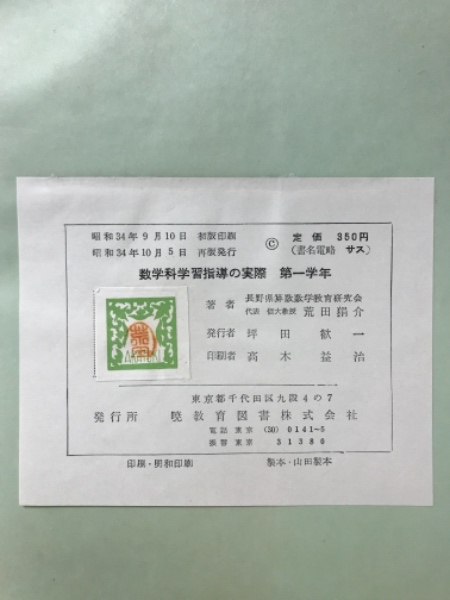 昭和34年9月10日 初版印刷
昭和34年10月5日 再版発行
©
定価 350円
(書名電略 サス)
数学科学習指導の実際 第一学年
著者 長野県算数数学教育研究会
代表 信大教授 荒田絹介
発行者 坪田歓一
印刷者 高木益治
東京都千代田区九段4の7
発行所 暁教育図書株式会社
電話 東京 (30) 0141~5
振替 東京 31380
印刷・明和印刷 製本・山田製本